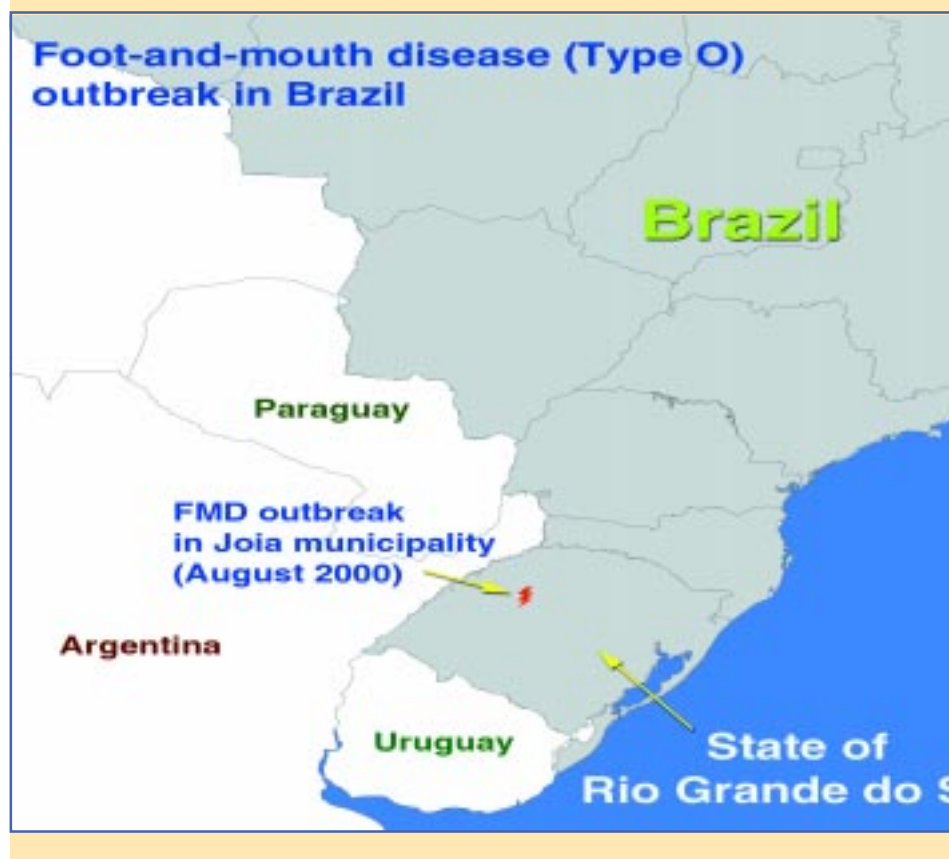 Foot-and-mouth disease (Type O)
outbreak in Brazil
Brazil
Paraguay
FMD outbreak
in Joia municipality
(August 2000)
Argentina
Uruguay
State of
Rio Grande do S